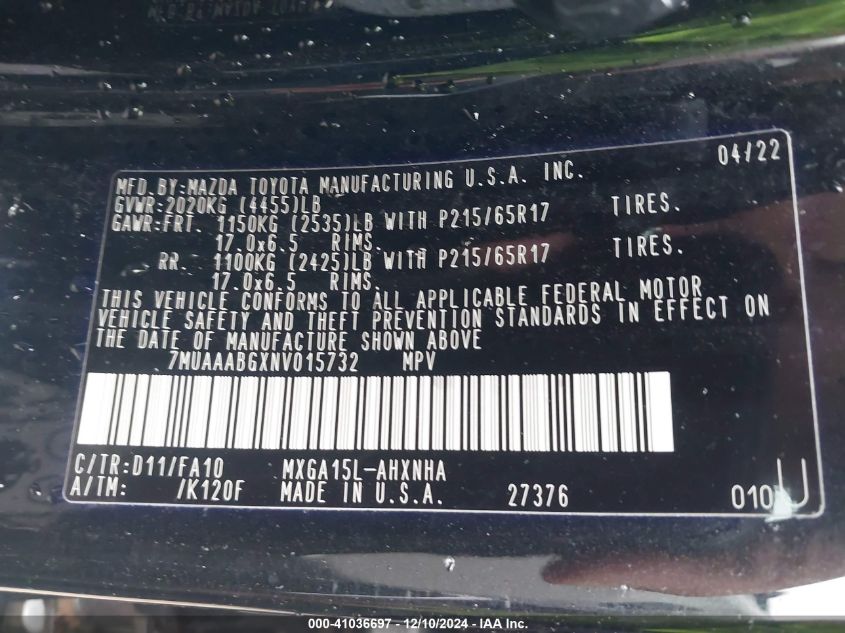 04/22
MFD. BY:MAZDA TOYOTA MANUFACTURING U.S.A. INC.
GVWR:2020KG (4455)LB
GAWR:FRT. 1150KG (2535)LB WITH P215/65R17 TIRES.
17.0x6.5 RIMS.
RR. 1100KG (2425)LB WITH P215/65R17 TIRES.
17.0x6.5 RIMS.
THIS VEHICLE CONFORMS TO ALL APPLICABLE FEDERAL MOTOR
VEHICLE SAFETY AND THEFT PREVENTION STANDARDS IN EFFECT ON
THE DATE OF MANUFACTURE SHOWN ABOVE
7MUAAABGXNV015732 MPV
C/TR:D11/FA10 MXGA15L-AHXNHA
A/TM: /K120F MADE IN U.S.A. 27376 010 U
000-41036697 - 12/10/2024 - IAA Inc.